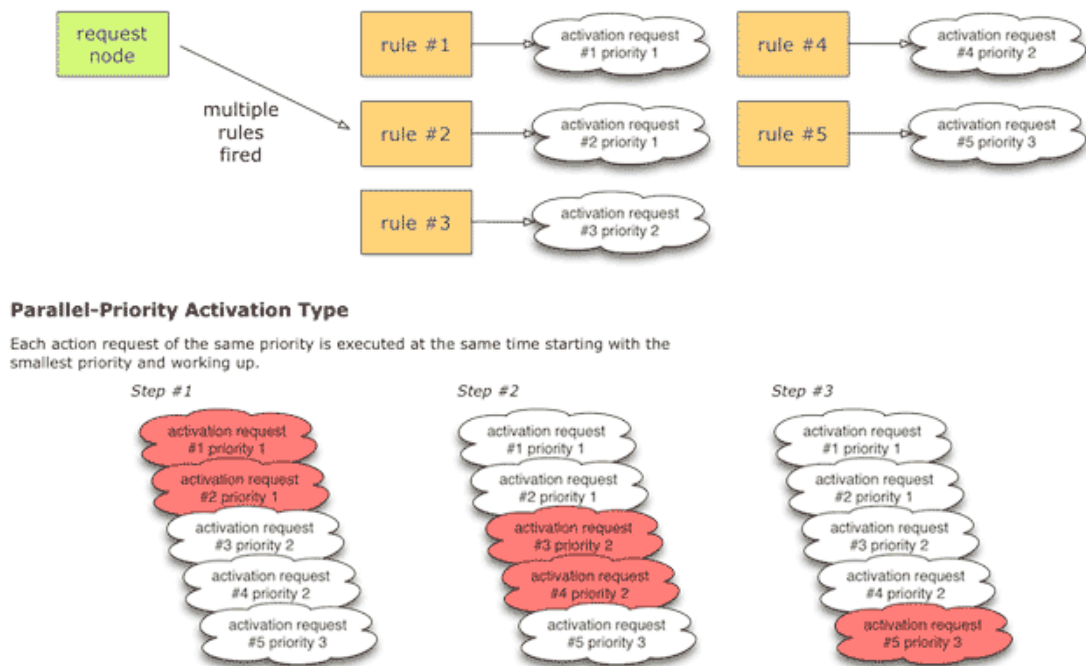 request
node
multiple
rules
fired
rule #1
activation request
#1 priority 1
rule #4
activation request
#4 priority 2
rule #2
activation request
#2 priority 1
rule #5
activation request
#5 priority 3
rule #3
activation request
#3 priority 2
Parallel-Priority Activation Type
Each action request of the same priority is executed at the same time starting with the
smallest priority and working up.
Step #1
activation request
#1 priority 1
activation request
#2 priority 1
activation request
#3 priority 2
activation request
#4 priority 2
activation request
#5 priority 3
Step #2
activation request
#1 priority 1
activation request
#2 priority 1
activation request
#3 priority 2
activation request
#4 priority 2
activation request
#5 priority 3
Step #3
activation request
#1 priority 1
activation request
#2 priority 1
activation request
#3 priority 2
activation request
#4 priority 2
activation request
#5 priority 3